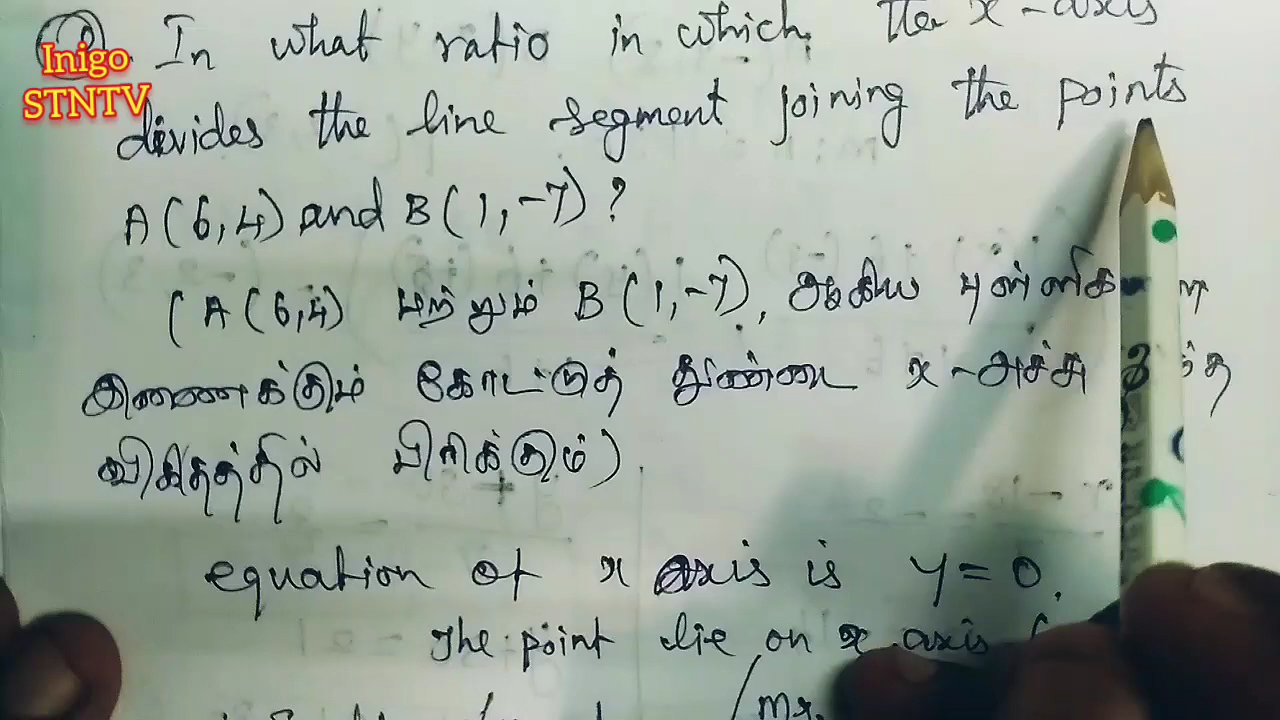 In what ratio in which the x-axis
Inigo
STNTV
divides the line segment joining the points
A(6,4) and B(1,-7)?
(A(6,4) மற்றும் B(1,-7), ஆகிய
இணைக்கும் கோட்டுத் துண்டை x-அச்சு
விகிதத்தில் பிரிக்கும்).
equation of x axis is y=0.
The point lie on x axis